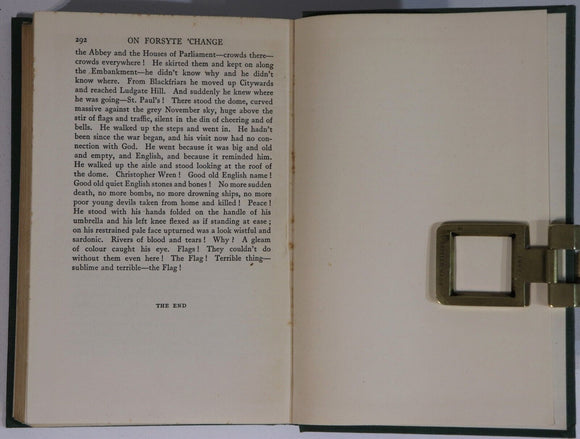 292 ON FORSYTE 'CHANGE
the Abbey and the Houses of Parliament—crowds there—
crowds everywhere! He skirted them and kept on along
the Embankment—he didn't know why and he didn't
know where. From Blackfriars he moved up Citywards
and reached Ludgate Hill. And suddenly he knew where
he was going—St. Paul's! There stood the dome, curved
massive against the grey November sky, huge above the
stir of flags and traffic, silent in the din of cheering and of
bells. He walked up the steps and went in. He hadn't
been since the war began, and his visit now had no con-
nection with God. He went because it was big and old
and empty, and English, and because it reminded him.
He walked up the aisle and stood looking at the roof of
the dome. Christopher Wren! Good old English name!
Good old quiet English stones and bones! No more sudden
death, no more bombs, no more drowning ships, no more
poor young devils taken from home and killed! Peace!
He stood with his hands folded on the handle of his
umbrella and his left knee flexed as if standing at ease;
on his restrained pale face upturned was a look wistful and
sardonic. Rivers of blood and tears! Why? A gleam
of colour caught his eye. Flags! They couldn't do
without them even here! The Flag! Terrible thing—
sublime and terrible—the Flag!
THE END